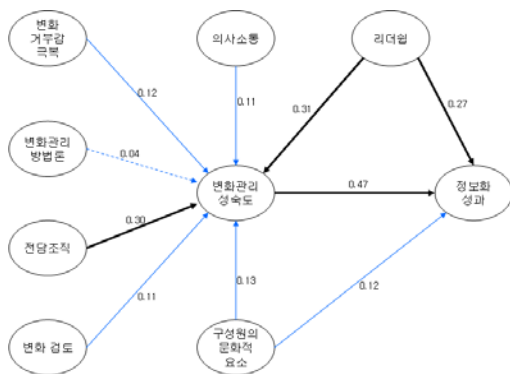 변화
거부감
극복
의사소통
리더쉽
0.12
0.11
0.31
0.27
변화관리
방법론
0.04
변화관리
성숙도
0.47
정보화
성과
0.30
전담조직
0.11
0.13
0.12
변화 검토
구성원의
문화적
요소